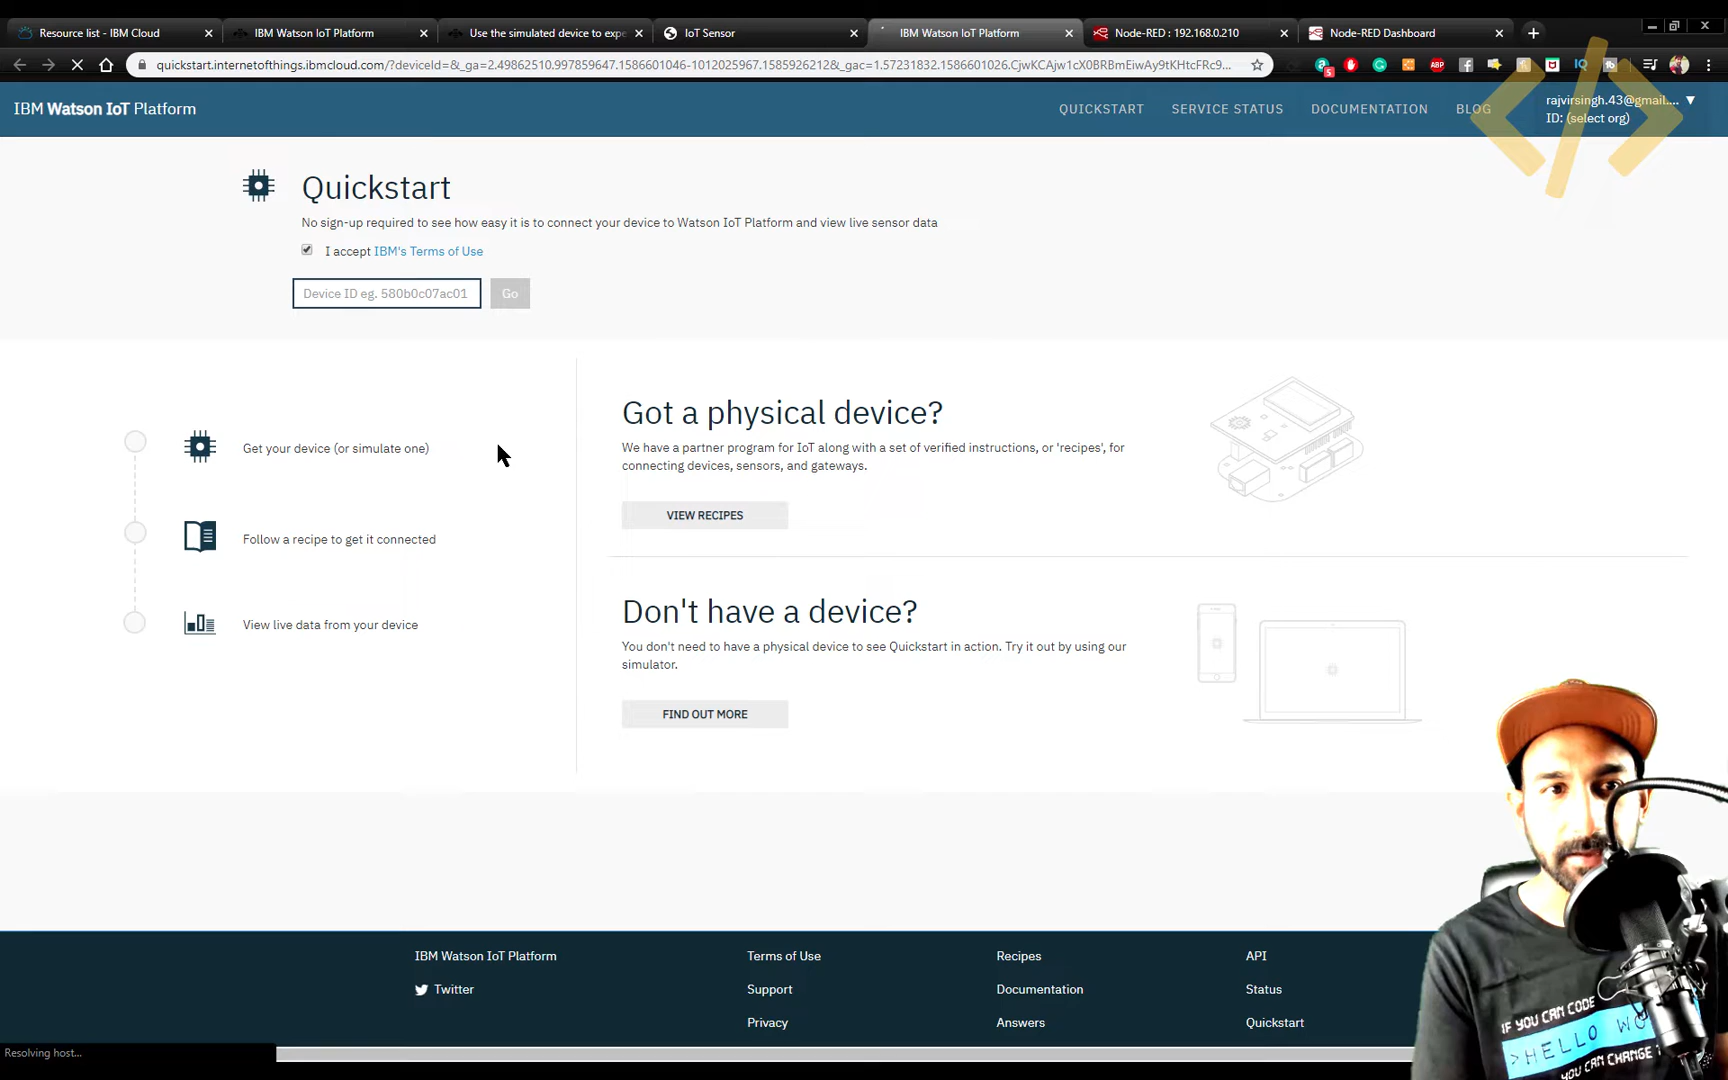 Resource list - IBM Cloud
IBM Watson IoT Platform
Use the simulated device to expe
IoT Sensor
IBM Watson IoT Platform
Node-RED : 192.168.0.210
Node-RED Dashboard
quickstart.internetofthings.ibmcloud.com/?deviceId=&_ga=2.49862510.997859647.1586601046-1012025967.1585926212&_gac=1.57231832.1586601026.CjwKCAjw1cX0BRBmEiwAy9tKHtcFRc9...
IBM Watson IoT Platform
QUICKSTART
SERVICE STATUS
DOCUMENTATION
BLOG
rajvirsingh.43@gmail....
ID: (select org)
Quickstart
No sign-up required to see how easy it is to connect your device to Watson IoT Platform and view live sensor data
I accept IBM's Terms of Use
Device ID eg. 580b0c07ac01
Go
Get your device (or simulate one)
Follow a recipe to get it connected
View live data from your device
Got a physical device?
We have a partner program for IoT along with a set of verified instructions, or 'recipes', for
connecting devices, sensors, and gateways.
VIEW RECIPES
Don't have a device?
You don't need to have a physical device to see Quickstart in action. Try it out by using our
simulator.
FIND OUT MORE
IBM Watson IoT Platform
Twitter
Terms of Use
Support
Privacy
Recipes
Documentation
Answers
API
Status
Quickstart
Resolving host...
IF YOU CAN CODE
>HELLO WO
YOU CAN CHANGE